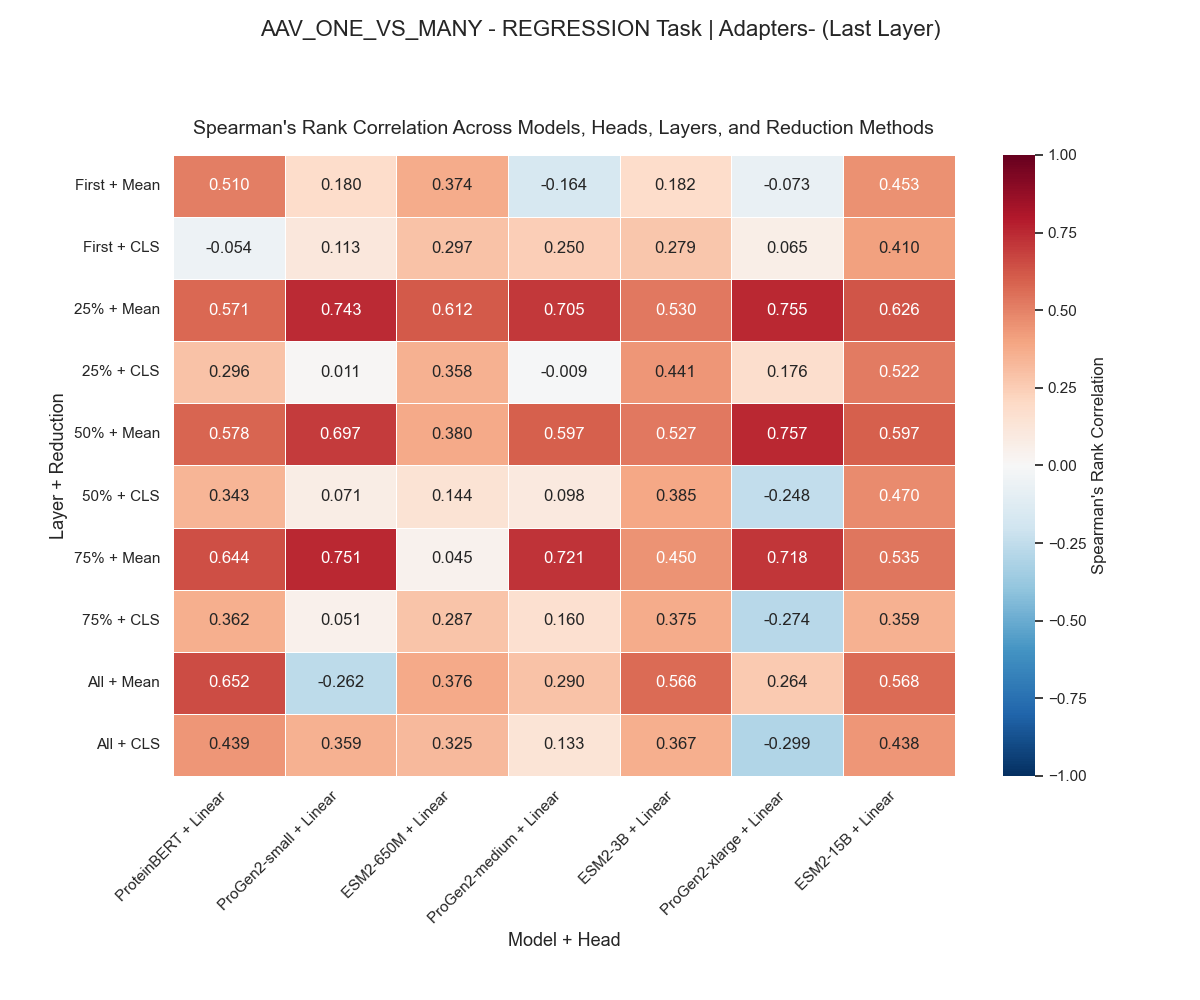 AAV_ONE_VS_MANY - REGRESSION Task | Adapters- (Last Layer)
Spearman's Rank Correlation Across Models, Heads, Layers, and Reduction Methods
Layer + Reduction
First + Mean 0.510 0.180 0.374 -0.164 0.182 -0.073 0.453
First + CLS -0.054 0.113 0.297 0.250 0.279 0.065 0.410
25% + Mean 0.571 0.743 0.612 0.705 0.530 0.755 0.626
25% + CLS 0.296 0.011 0.358 -0.009 0.441 0.176 0.522
50% + Mean 0.578 0.697 0.380 0.597 0.527 0.757 0.597
50% + CLS 0.343 0.071 0.144 0.098 0.385 -0.248 0.470
75% + Mean 0.644 0.751 0.045 0.721 0.450 0.718 0.535
75% + CLS 0.362 0.051 0.287 0.160 0.375 -0.274 0.359
All + Mean 0.652 -0.262 0.376 0.290 0.566 0.264 0.568
All + CLS 0.439 0.359 0.325 0.133 0.367 -0.299 0.438
ProteinBERT + Linear
ProGen2-small + Linear
ESM2-650M + Linear
ProGen2-medium + Linear
ESM2-3B + Linear
ProGen2-xlarge + Linear
ESM2-15B + Linear
Model + Head
1.00
0.75
0.50
0.25
0.00
−0.25
−0.50
−0.75
−1.00
Spearman's Rank Correlation